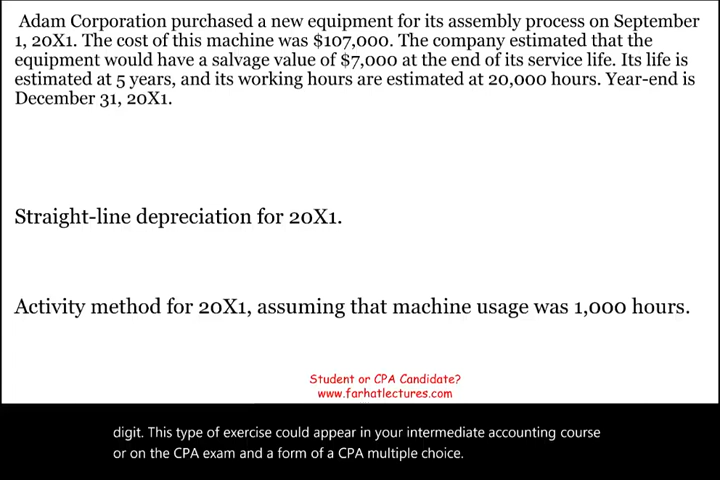 Adam Corporation purchased a new equipment for its assembly process on September
1, 20X1. The cost of this machine was $107,000. The company estimated that the
equipment would have a salvage value of $7,000 at the end of its service life. Its life is
estimated at 5 years, and its working hours are estimated at 20,000 hours. Year-end is
December 31, 20X1.
Straight-line depreciation for 20X1.
Activity method for 20X1, assuming that machine usage was 1,000 hours.
Student or CPA Candidate?
www.farhatlectures.com
digit. This type of exercise could appear in your intermediate accounting course
or on the CPA exam and a form of a CPA multiple choice.